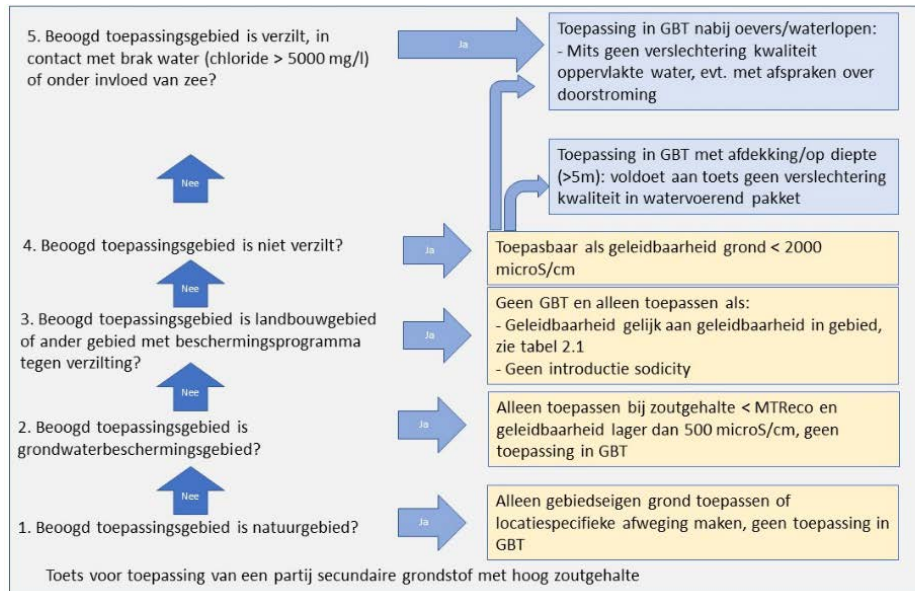 5. Beoogd toepassingsgebied is verzilt, in
contact met brak water (chloride > 5000 mg/l)
of onder invloed van zee?
Ja
Toepassing in GBT nabij oevers/waterlopen:
- Mits geen verslechtering kwaliteit
oppervlakte water, evt. met afspraken over
doorstroming
Nee
Toepassing in GBT met afdekking/op diepte
(>5m): voldoet aan toets geen verslechtering
kwaliteit in watervoerend pakket
4. Beoogd toepassingsgebied is niet verzilt?
Ja
Toepasbaar als geleidbaarheid grond < 2000
microS/cm
Nee
3. Beoogd toepassingsgebied is landbouwgebied
of ander gebied met beschermingsprogramma
tegen verzilting?
Ja
Geen GBT en alleen toepassen als:
- Geleidbaarheid gelijk aan geleidbaarheid in gebied,
zie tabel 2.1
- Geen introductie sodicity
Nee
2. Beoogd toepassingsgebied is
grondwaterbeschermingsgebied?
Ja
Alleen toepassen bij zoutgehalte < MTReco en
geleidbaarheid lager dan 500 microS/cm, geen
toepassing in GBT
Nee
1. Beoogd toepassingsgebied is natuurgebied?
Ja
Alleen gebiedseigen grond toepassen of
locatiespecifieke afweging maken, geen toepassing in
GBT
Toets voor toepassing van een partij secundaire grondstof met hoog zoutgehalte